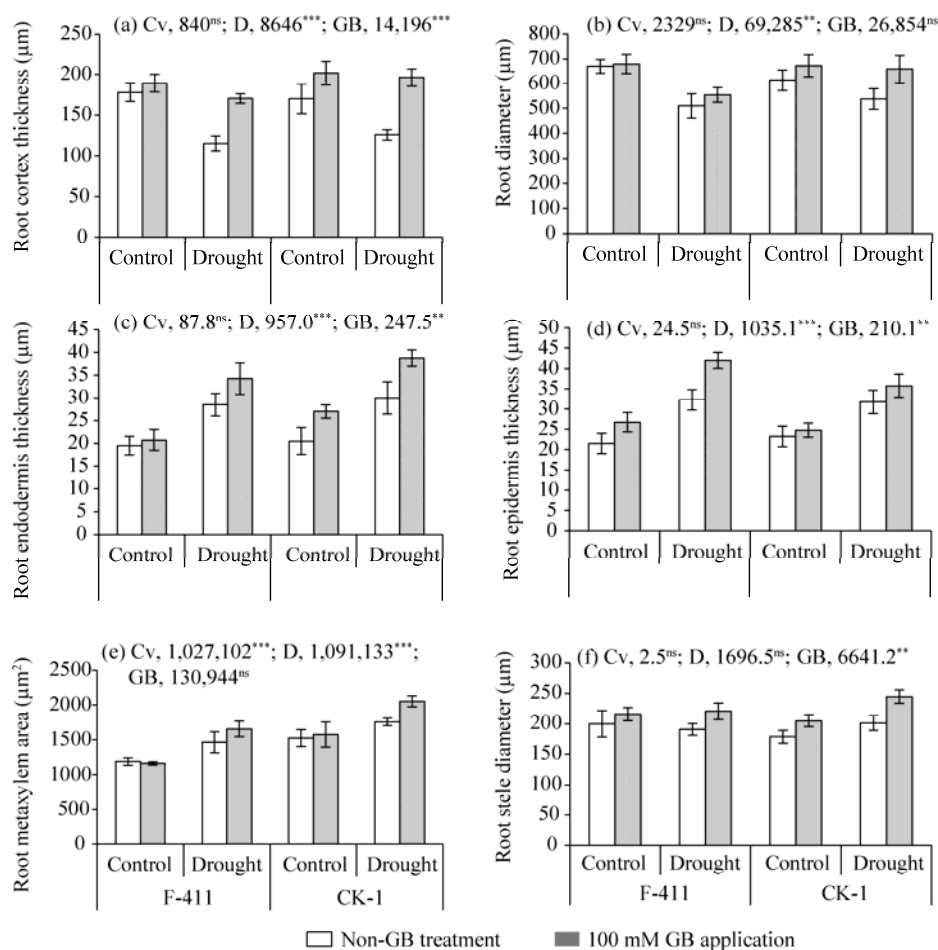 (a) Cv, 840ns; D, 8646***; GB, 14,196***
Root cortex thickness (µm)
250
200
150
100
50
0
Control Drought Control Drought
(b) Cv, 2329ns; D, 69,285**; GB, 26,854ns
Root diameter (µm)
800
700
600
500
400
300
200
100
0
Control Drought Control Drought
(c) Cv, 87.8ns; D, 957.0***; GB, 247.5**
Root endodermis thickness (µm)
45
40
35
30
25
20
15
10
5
0
Control Drought Control Drought
(d) Cv, 24.5ns; D, 1035.1***; GB, 210.1**
Root epidermis thickness (µm)
50
45
40
35
30
25
20
15
10
5
0
Control Drought Control Drought
(e) Cv, 1,027,102***; D, 1,091,133***;
GB, 130,944ns
Root metaxylem area (µm²)
2500
2000
1500
1000
500
0
Control Drought Control Drought
F-411 CK-1
(f) Cv, 2.5ns; D, 1696.5ns; GB, 6641.2**
Root stele diameter (µm)
300
250
200
150
100
50
0
Control Drought Control Drought
F-411 CK-1
Non-GB treatment 100 mM GB application